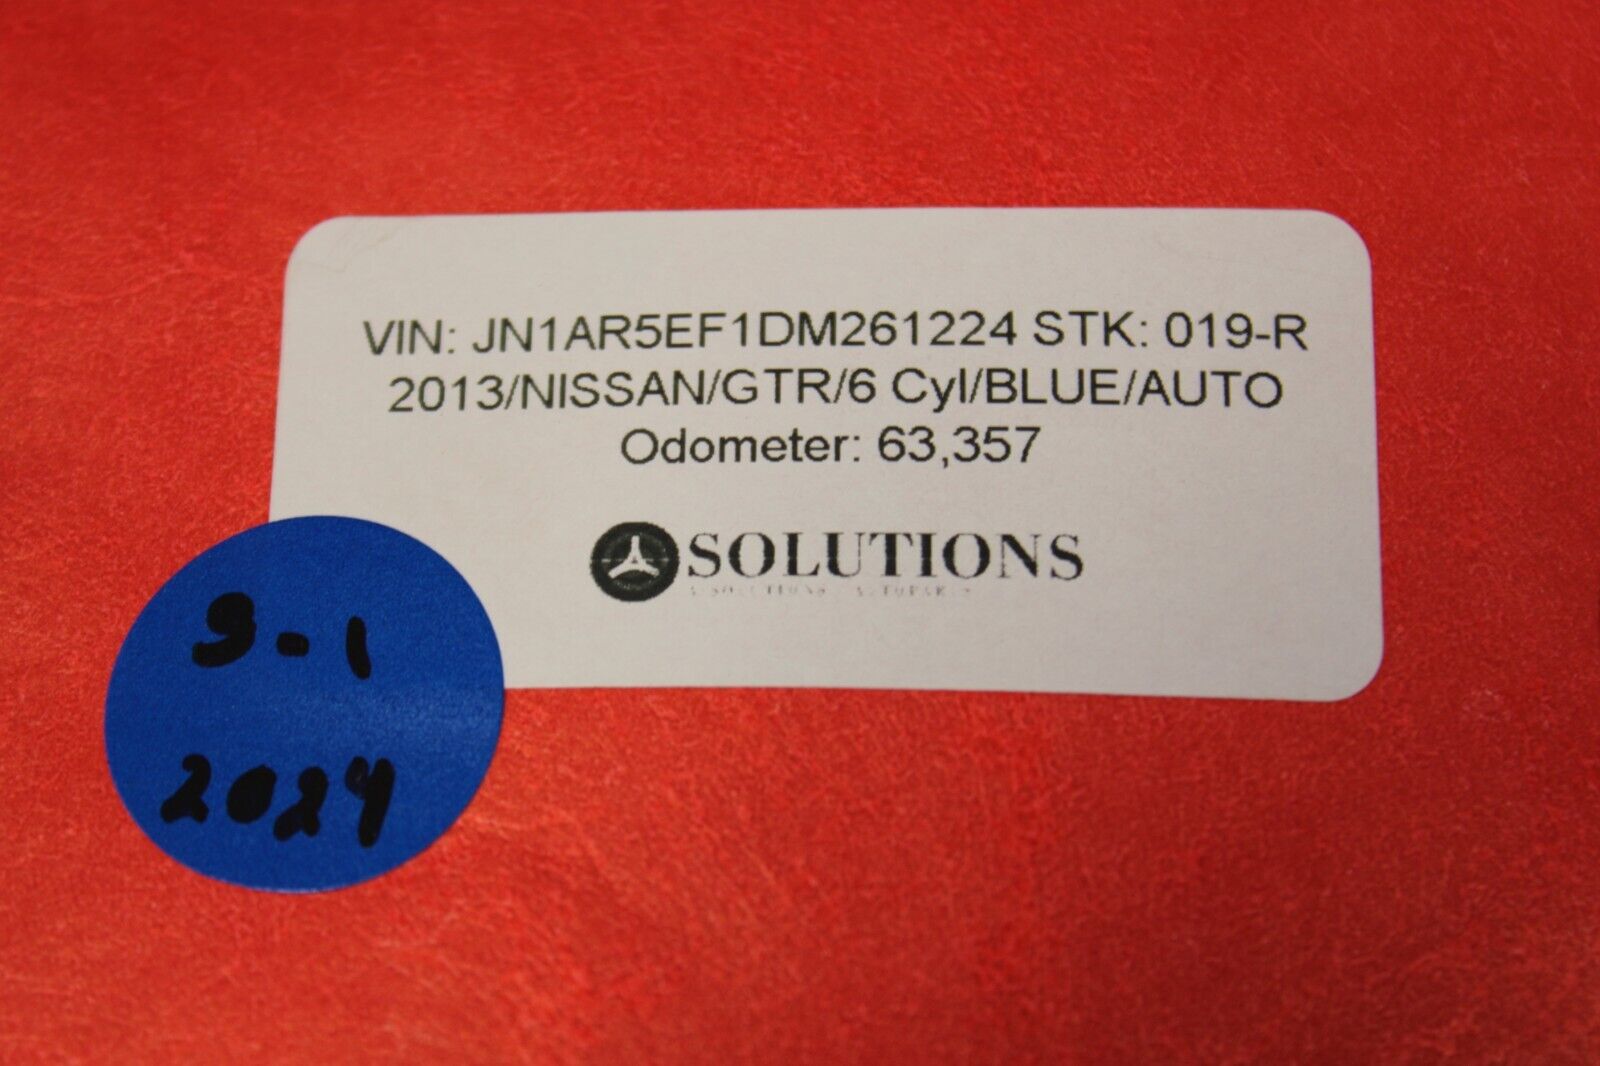 VIN: JN1AR5EF1DM261224 STK: 019-R
2013/NISSAN/GTR/6 Cyl/BLUE/AUTO
Odometer: 63,357
SOLUTIONS
9-1
2024